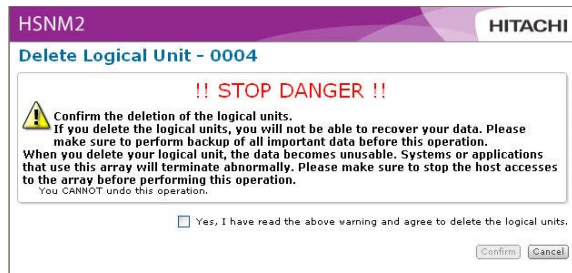 HSNM2
HITACHI
Delete Logical Unit - 0004
!! STOP DANGER !!
Confirm the deletion of the logical units.
If you delete the logical units, you will not be able to recover your data. Please
make sure to perform backup of all important data before this operation.
When you delete your logical unit, the data becomes unusable. Systems or applications
that use this array will terminate abnormally. Please make sure to stop the host accesses
to the array before performing this operation.
You CANNOT undo this operation.
Yes, I have read the above warning and agree to delete the logical units.
Confirm Cancel